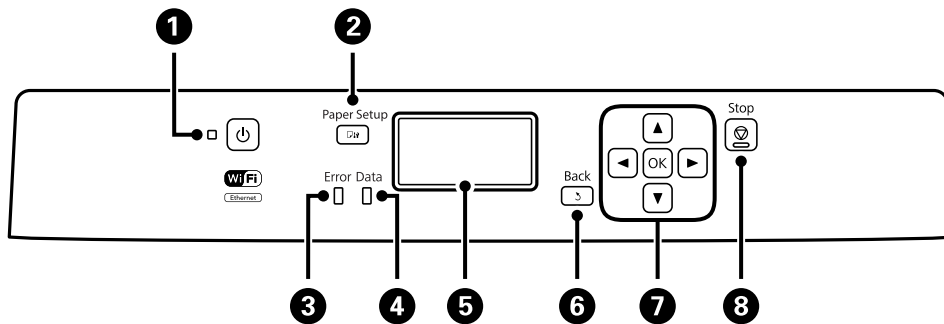 1
2
Paper Setup
Stop
WiFi
Ethernet
Error Data
Back
OK
3
4
5
6
7
8